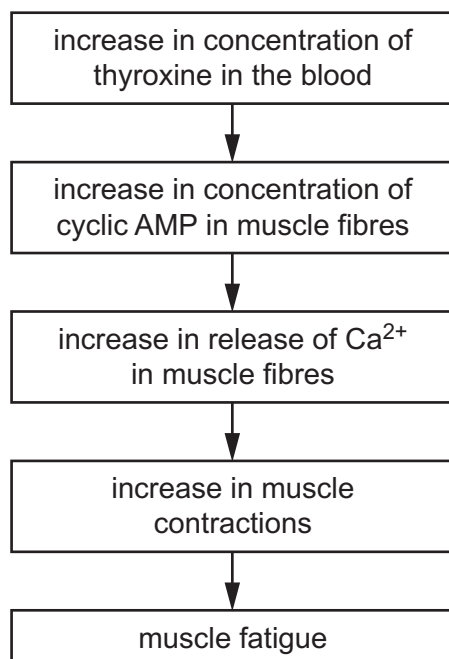 increase in concentration of
thyroxine in the blood
increase in concentration of
cyclic AMP in muscle fibres
increase in release of Ca²⁺
in muscle fibres
increase in muscle
contractions
muscle fatigue